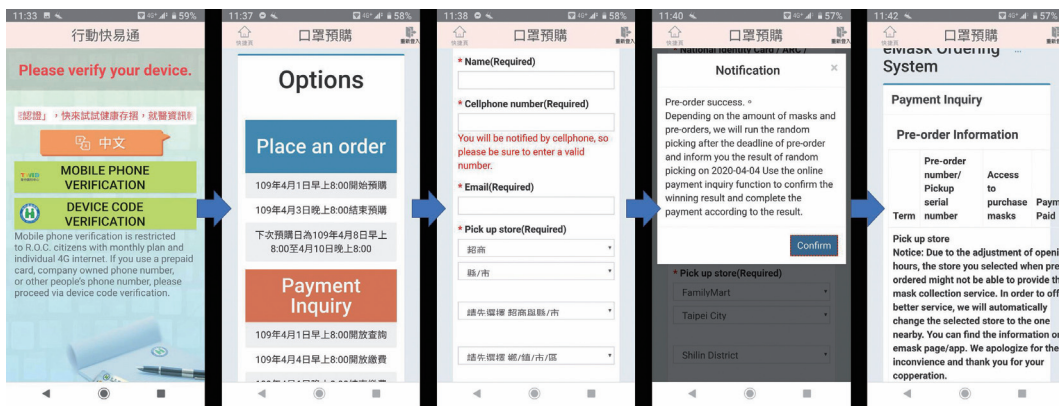 11:33
4G+
59%
行動快易通
Please verify your device.
認證」，快來試試健康存摺，就醫資訊
中文
MOBILE PHONE
VERIFICATION
DEVICE CODE
VERIFICATION
Mobile phone verification is restricted
to R.O.C. citizens with monthly plan and
individual 4G internet. If you use a prepaid
card, company owned phone number,
or other people's phone number, please
proceed via device code verification.
11:37
4G+
58%
快速頁
口罩預購
重新登入
Options
Place an order
109年4月1日早上8:00開始預購
109年4月3日晚上8:00結束預購
下次預購日為109年4月8日早上
8:00至4月10日晚上8:00
Payment
Inquiry
109年4月1日早上8:00開放查詢
109年4月4日早上8:00開放繳費
11:38
4G+
58%
快速頁
口罩預購
重新登入
* Name(Required)
* Cellphone number(Required)
You will be notified by cellphone, so
please be sure to enter a valid
number.
* Email(Required)
* Pick up store(Required)
超商
縣/市
請先選擇 超商與縣/市
請先選擇 鄉/鎮/市/區
11:40
4G+
57%
快速頁
口罩預購
重新登入
* National Identity Card / ARC /
Notification
×
Pre-order success. 。
Depending on the amount of masks and
pre-orders, we will run the random
picking after the deadline of pre-order
and inform you the result of random
picking on 2020-04-04 Use the online
payment inquiry function to confirm the
winning result and complete the
payment according to the result.
Confirm
* Pick up store(Required)
FamilyMart
Taipei City
Shilin District
11:42
4G+
57%
快速頁
口罩預購
重新登入
eMask Ordering ...
System
Payment Inquiry
Pre-order Information
Term
Pre-order
number/
Pickup
serial
number
Access
to
purchase
masks
Paym
Paid
Pick up store
Notice: Due to the adjustment of openi
hours, the store you selected when pre
ordered might not be able to provide th
mask collection service. In order to off
better service, we will automatically
change the selected store to the one
nearby. You can find the information o
emask page/app. We apologize for the
inconvience and thank you for your
copperation.